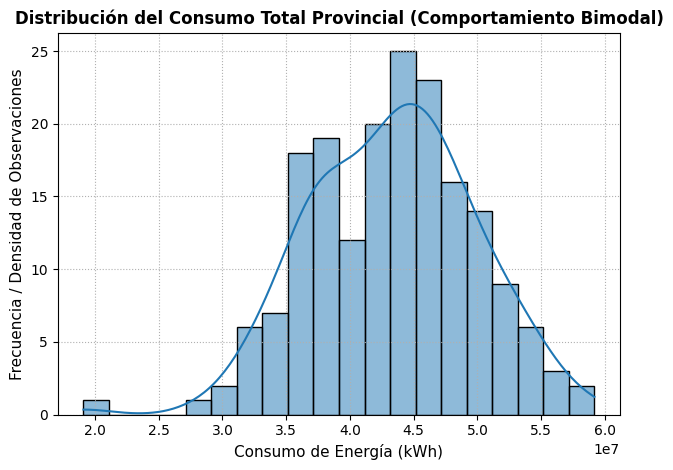 Distribución del Consumo Total Provincial (Comportamiento Bimodal)
Frecuencia / Densidad de Observaciones
25
20
15
10
5
0
2.0 2.5 3.0 3.5 4.0 4.5 5.0 5.5 6.0
1e7
Consumo de Energía (kWh)